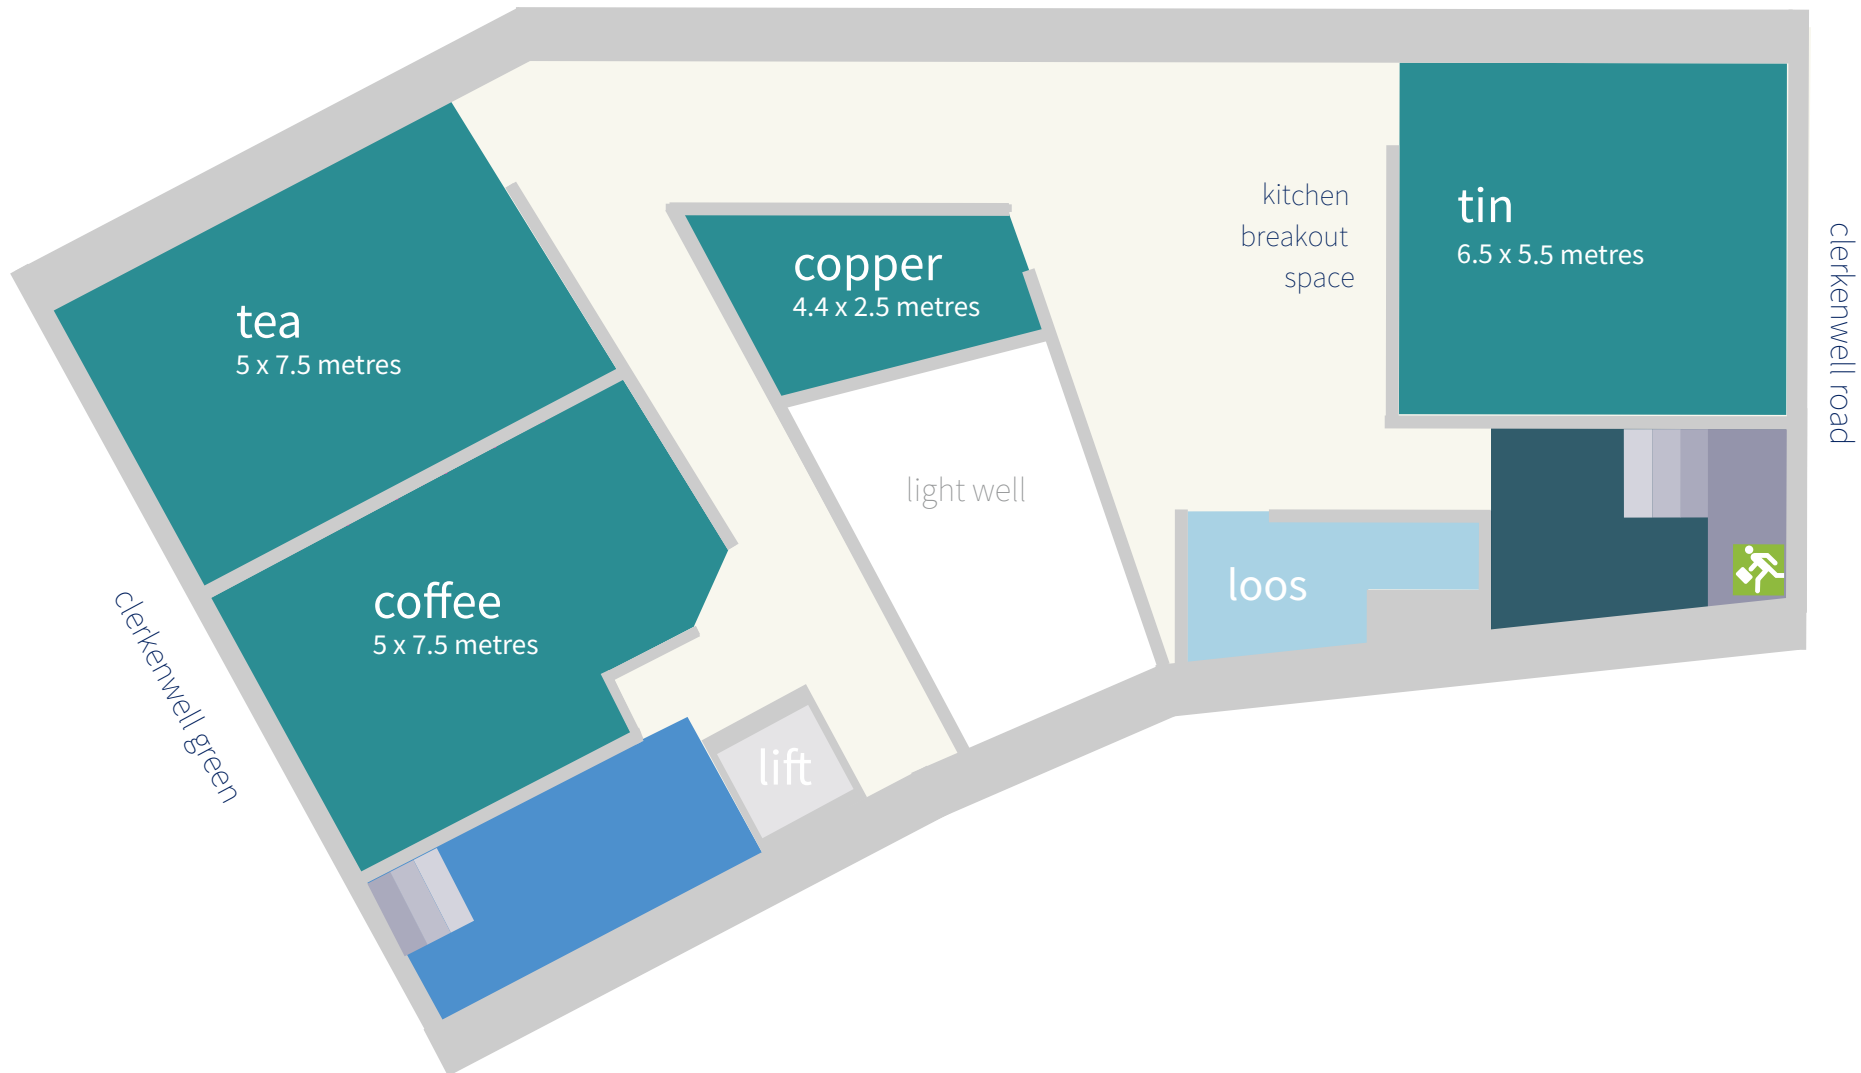 tea
5 x 7.5 metres
coffee
5 x 7.5 metres
clerkenwell green
copper
4.4 x 2.5 metres
light well
lift
kitchen
breakout
space
loos
tin
6.5 x 5.5 metres
clerkenwell road